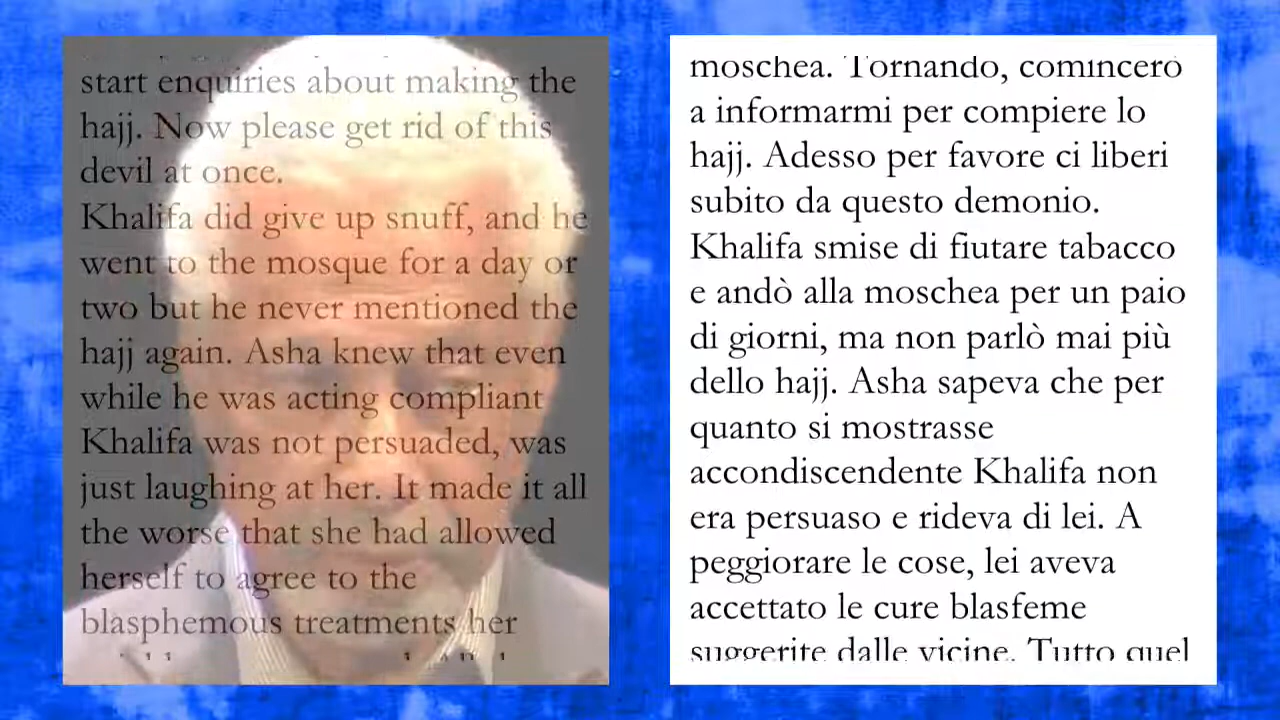 start enquiries about making the
hajj. Now please get rid of this
devil at once.
Khalifa did give up snuff, and he
went to the mosque for a day or
two but he never mentioned the
hajj again. Asha knew that even
while he was acting compliant
Khalifa was not persuaded, was
just laughing at her. It made it all
the worse that she had allowed
herself to agree to the
blasphemous treatments her
moschea. Tornando, comincerò
a informarmi per compiere lo
hajj. Adesso per favore ci liberi
subito da questo demonio.
Khalifa smise di fiutare tabacco
e andò alla moschea per un paio
di giorni, ma non parlò mai più
dello hajj. Asha sapeva che per
quanto si mostrasse
accondiscendente Khalifa non
era persuaso e rideva di lei. A
peggiorare le cose, lei aveva
accettato le cure blasfeme
suggerite dalle vicine. Tutto quel